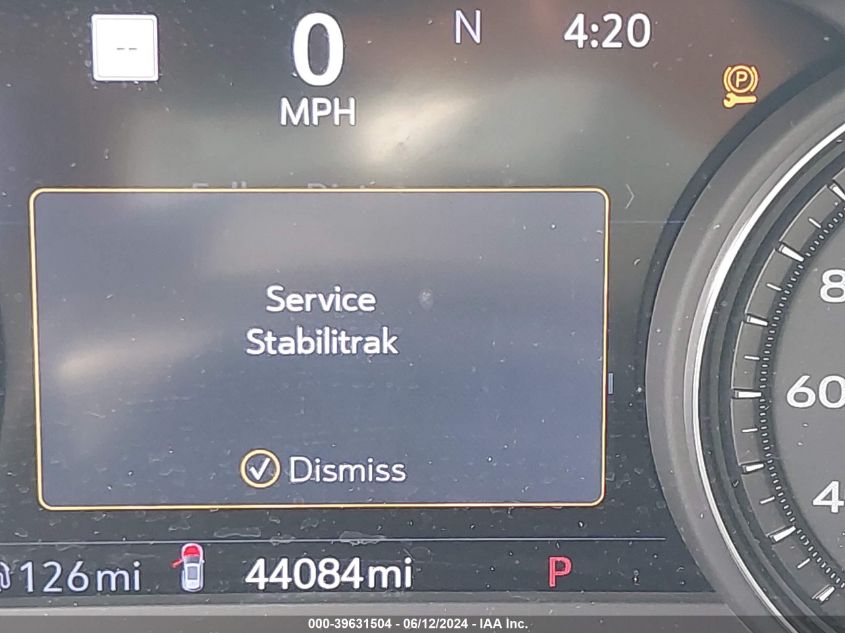 --
0
N
4:20
MPH
P
Service
Stabilitrak
Dismiss
8
60
4
126mi
44084mi
P
000-39631504 - 06/12/2024 - IAA Inc.